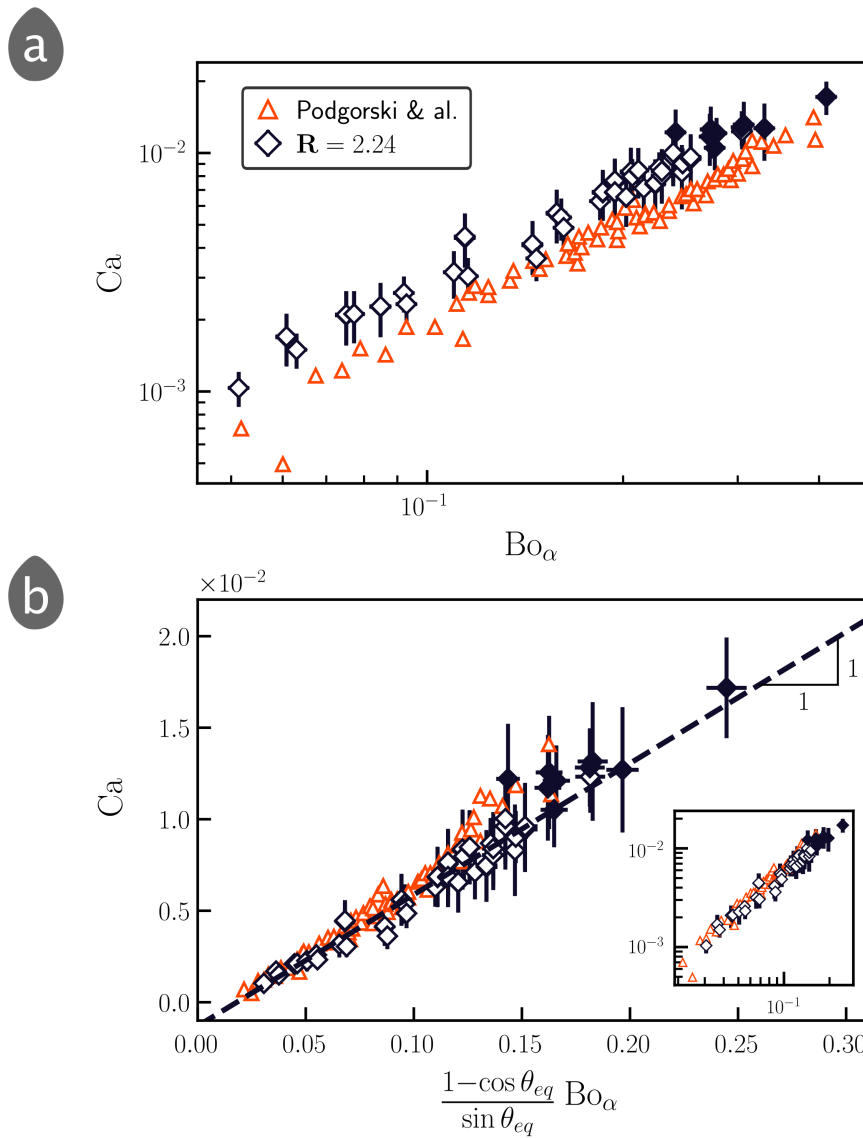 a
Podgorski & al.
R = 2.24
10⁻²
10⁻³
Ca
10⁻¹
Bo_α
b
×10⁻²
2.0
1.5
1.0
0.5
0.0
Ca
1
1
10⁻²
10⁻³
10⁻¹
0.00 0.05 0.10 0.15 0.20 0.25 0.30
1−cos θ_eq
sin θ_eq
Bo_α